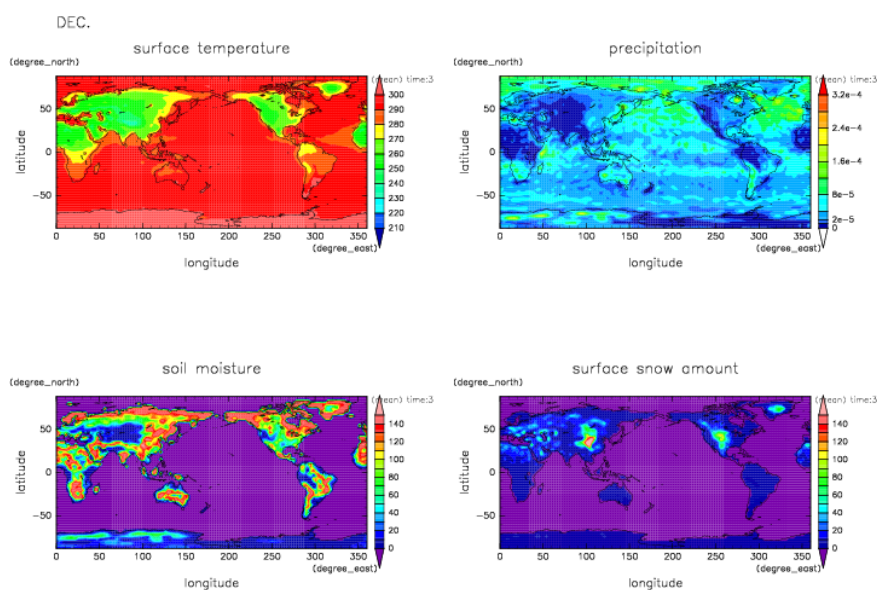 DEC.
surface temperature
(degree_north)
(mean) time:3
300
290
280
270
260
250
240
230
220
210
50
0
−50
latitude
0 50 100 150 200 250 300 350
(degree_east)
longitude
precipitation
(degree_north)
(mean) time:3
3.2e−4
2.4e−4
1.6e−4
8e−5
2e−5
0
50
0
−50
latitude
0 50 100 150 200 250 300 350
(degree_east)
longitude
soil moisture
(degree_north)
(mean) time:3
140
120
100
80
60
40
20
0
50
0
−50
latitude
0 50 100 150 200 250 300 350
(degree_east)
longitude
surface snow amount
(degree_north)
(mean) time:3
140
120
100
80
60
40
20
0
50
0
−50
latitude
0 50 100 150 200 250 300 350
(degree_east)
longitude